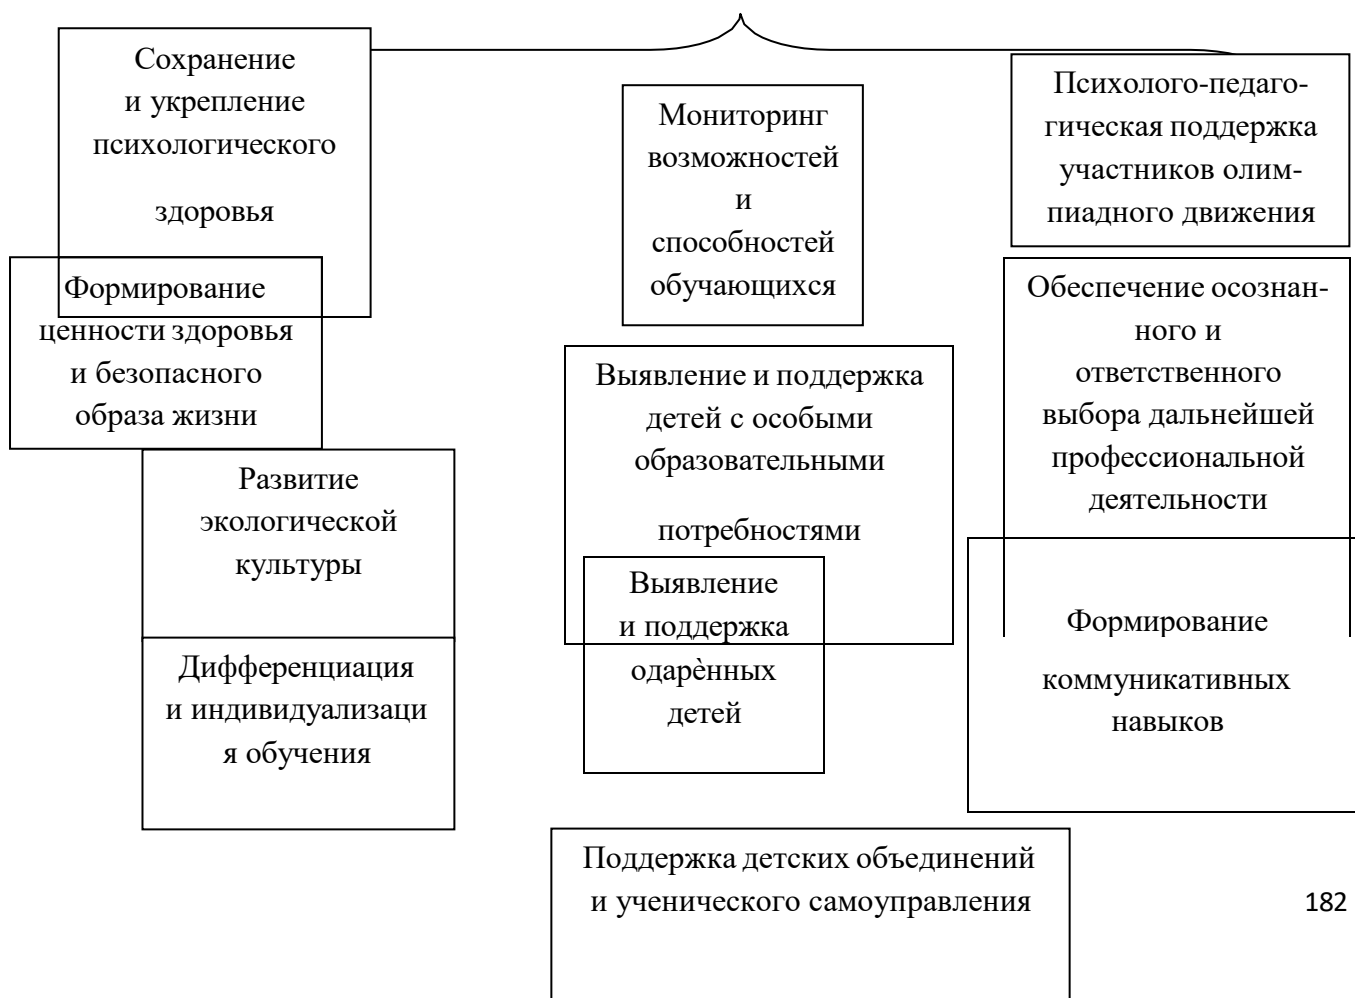 Сохранение
и укрепление
психологического
здоровья
Формирование
ценности здоровья
и безопасного
образа жизни
Развитие
экологической
культуры
Дифференциация
и индивидуализаци
я обучения
Мониторинг
возможностей
и
способностей
обучающихся
Выявление и поддержка
детей с особыми
образовательными
потребностями
Выявление
и поддержка
одарѐнных
детей
Психолого-педаго-
гическая поддержка
участников олим-
пиадного движения
Обеспечение осознан-
ного и
ответственного
выбора дальнейшей
профессиональной
деятельности
Формирование
коммуникативных
навыков
Поддержка детских объединений
и ученического самоуправления
182